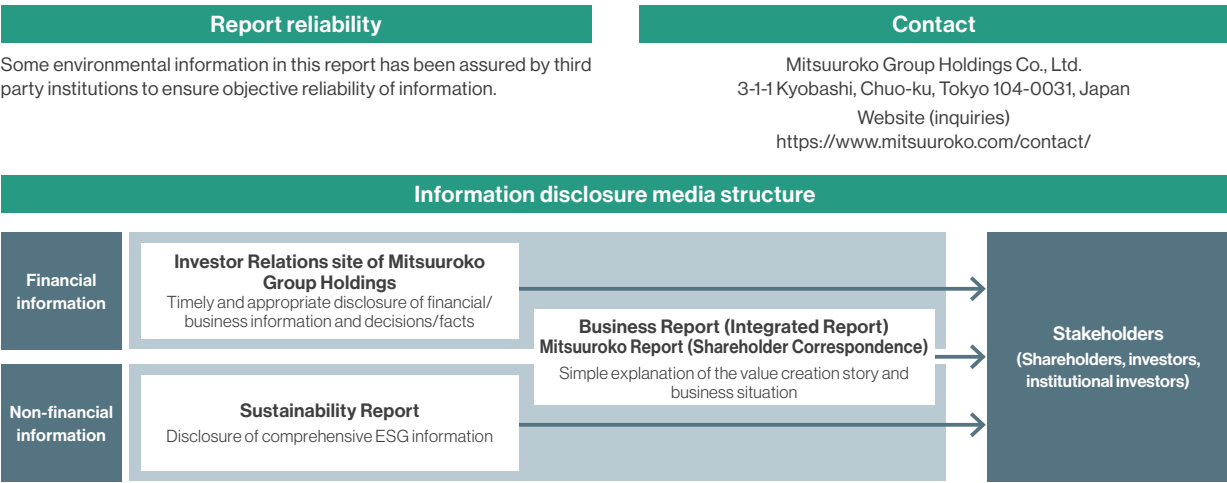 Report reliability
Some environmental information in this report has been assured by third
party institutions to ensure objective reliability of information.
Contact
Mitsuuroko Group Holdings Co., Ltd.
3-1-1 Kyobashi, Chuo-ku, Tokyo 104-0031, Japan
Website (inquiries)
https://www.mitsuuroko.com/contact/
Information disclosure media structure
Financial
information
Investor Relations site of Mitsuuroko
Group Holdings
Timely and appropriate disclosure of financial/
business information and decisions/facts
Business Report (Integrated Report)
Mitsuuroko Report (Shareholder Correspondence)
Simple explanation of the value creation story and
business situation
Non-financial
information
Sustainability Report
Disclosure of comprehensive ESG information
Stakeholders
(Shareholders, investors,
institutional investors)